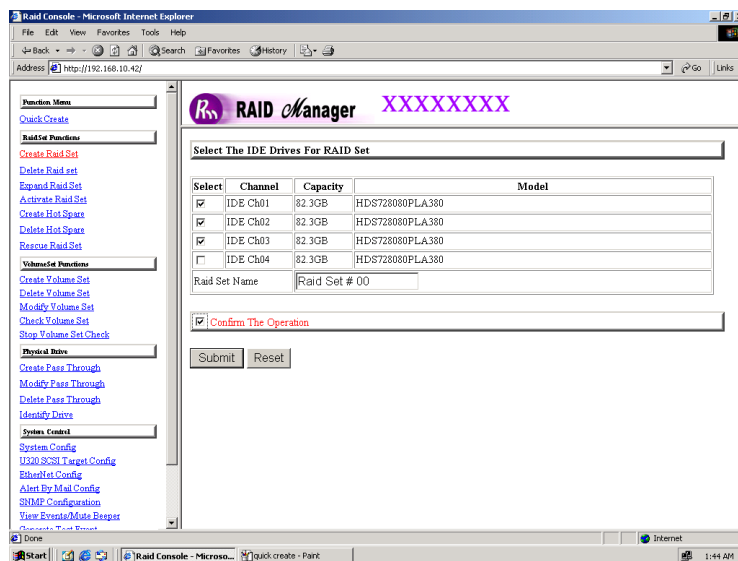 Raid Console - Microsoft Internet Explorer
File Edit View Favorites Tools Help
Back Search Favorites History
Address http://192.168.10.42/ Go Links
Function Menu
Quick Create
RaidSet Functions
Create Raid Set
Delete Raid set
Expand Raid Set
Activate Raid Set
Create Hot Spare
Delete Hot Spare
Rescue Raid Set
VolumeSet Functions
Create Volume Set
Delete Volume Set
Modify Volume Set
Check Volume Set
Stop Volume Set Check
Physical Drive
Create Pass Through
Modify Pass Through
Delete Pass Through
Identify Drive
System Control
System Config
U320 SCSI Target Config
EtherNet Config
Alert By Mail Config
SNMP Configuration
View Events/Mute Beeper
Generate Test Event
Rm RAID Manager XXXXXXXX
Select The IDE Drives For RAID Set
Select Channel Capacity Model
IDE Ch01 82.3GB HDS728080PLA380
IDE Ch02 82.3GB HDS728080PLA380
IDE Ch03 82.3GB HDS728080PLA380
IDE Ch04 82.3GB HDS728080PLA380
Raid Set Name Raid Set # 00
Confirm The Operation
Submit Reset
Done Internet
Start Raid Console - Microso... quick create - Paint 1:44 AM